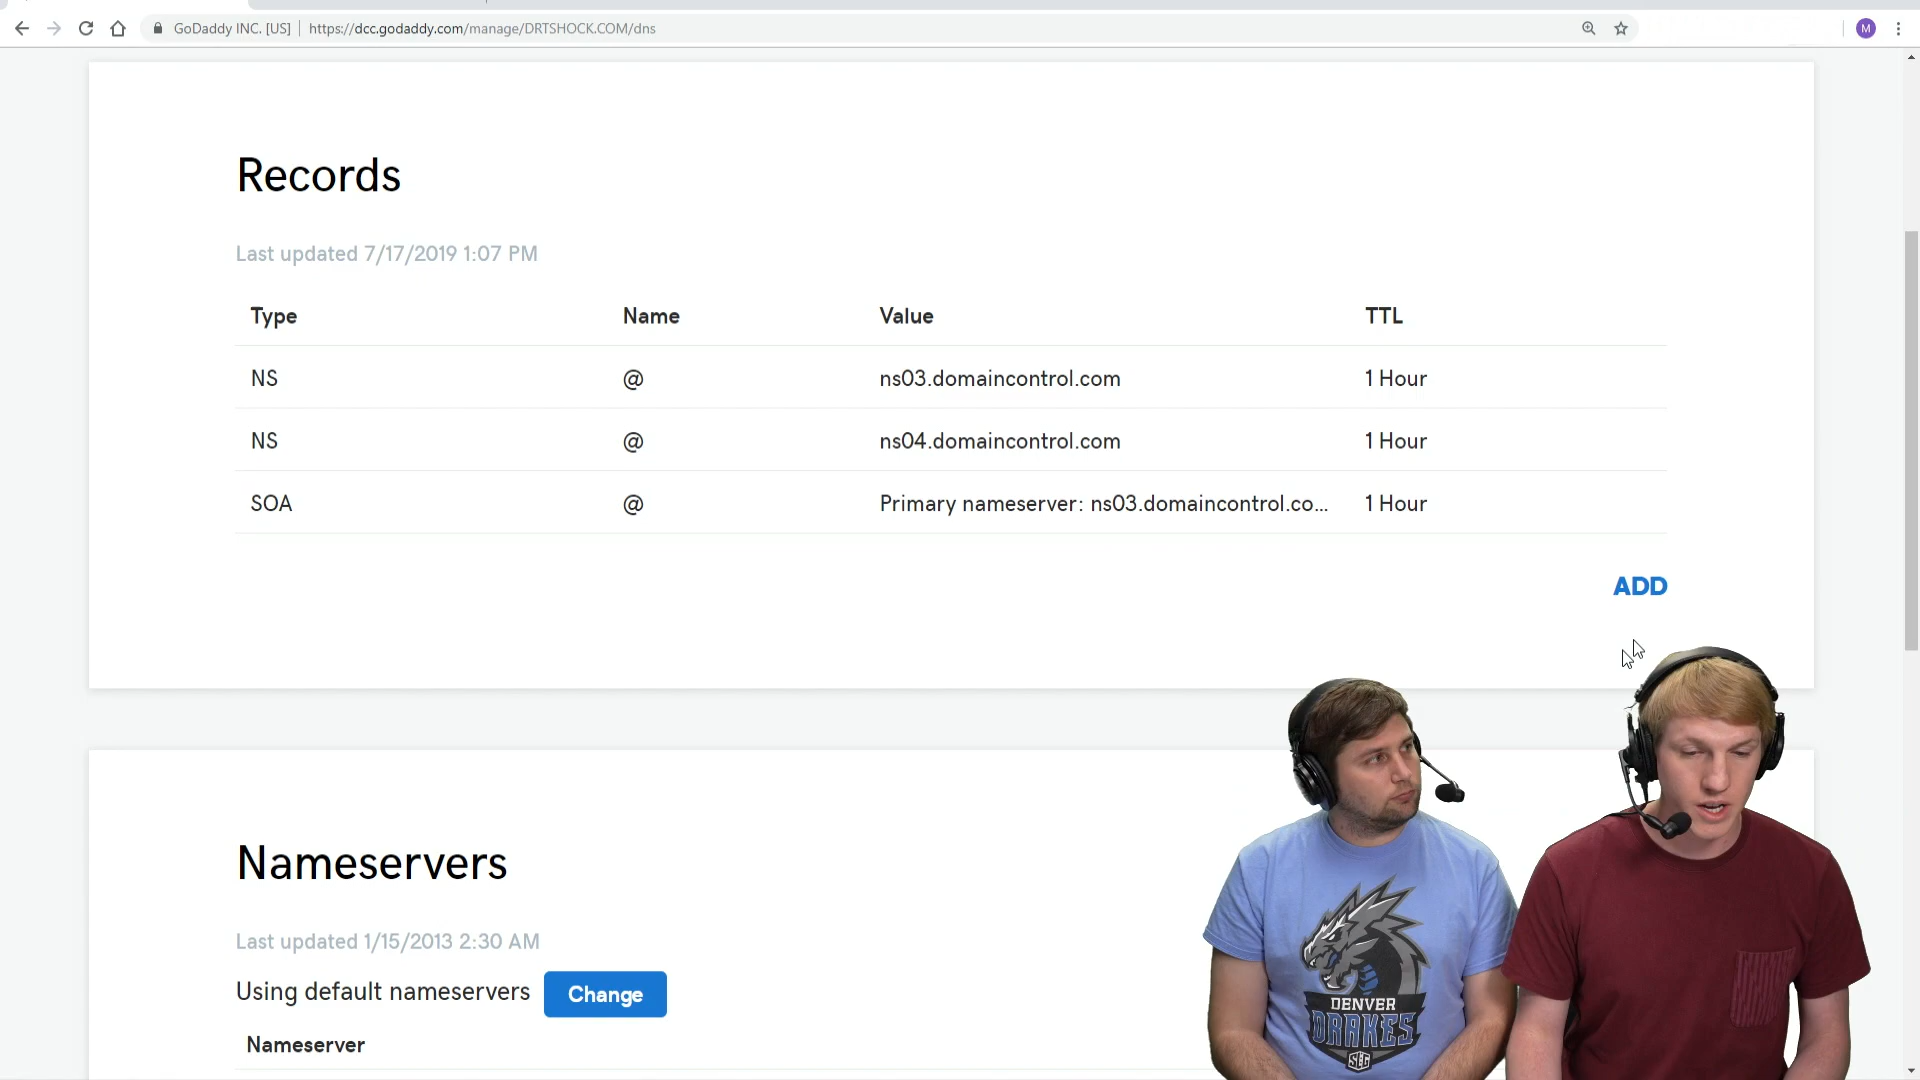 GoDaddy INC. [US] https://dcc.godaddy.com/manage/DRTSHOCK.COM/dns
M
Records
Last updated 7/17/2019 1:07 PM
Type Name Value TTL
NS @ ns03.domaincontrol.com 1 Hour
NS @ ns04.domaincontrol.com 1 Hour
SOA @ Primary nameserver: ns03.domaincontrol.co... 1 Hour
ADD
Nameservers
Last updated 1/15/2013 2:30 AM
Using default nameservers Change
Nameserver
DENVER
DRAKES
SLG